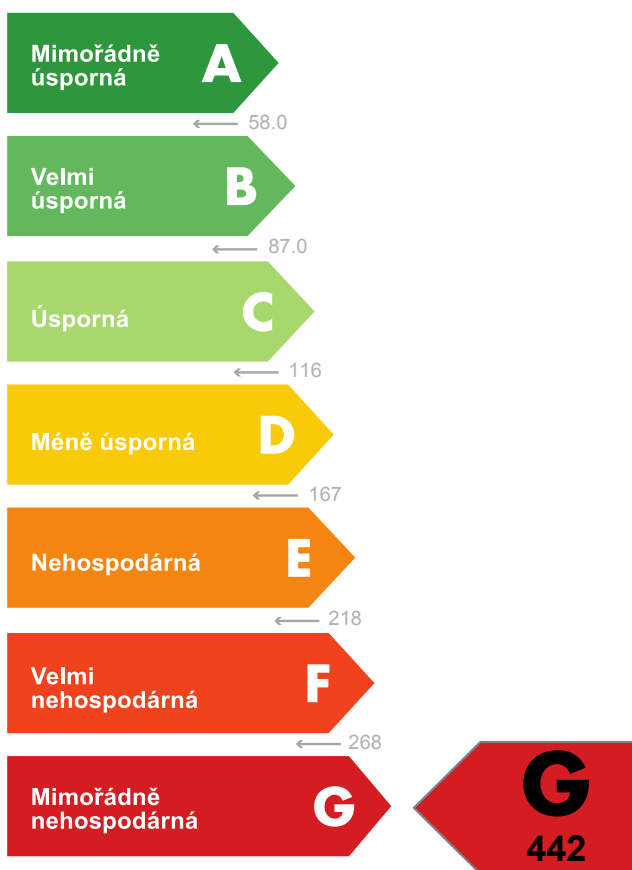 Mimořádně
úsporná
A
← 58.0
Velmi
úsporná
B
← 87.0
Úsporná
C
← 116
Méně úsporná
D
← 167
Nehospodárná
E
← 218
Velmi
nehospodárná
F
← 268
Mimořádně
nehospodárná
G
G
442